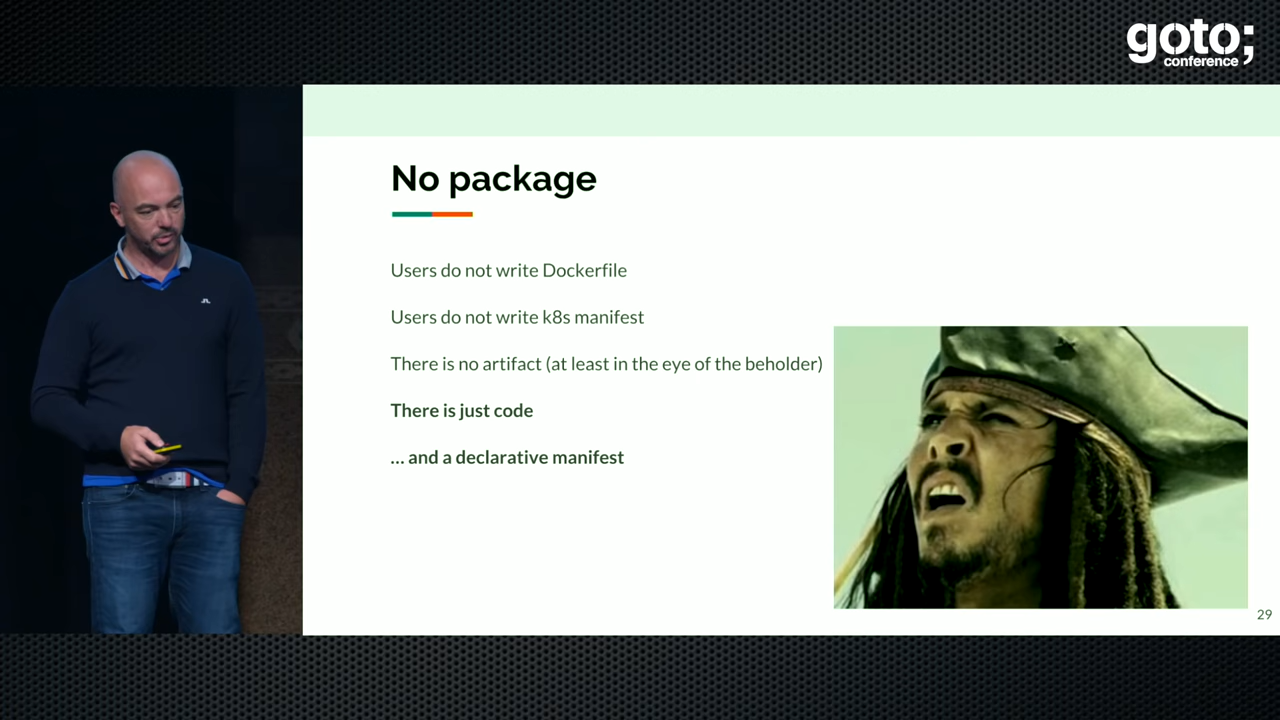 goto;
conference
No package
Users do not write Dockerfile
Users do not write k8s manifest
There is no artifact (at least in the eye of the beholder)
There is just code
... and a declarative manifest
29